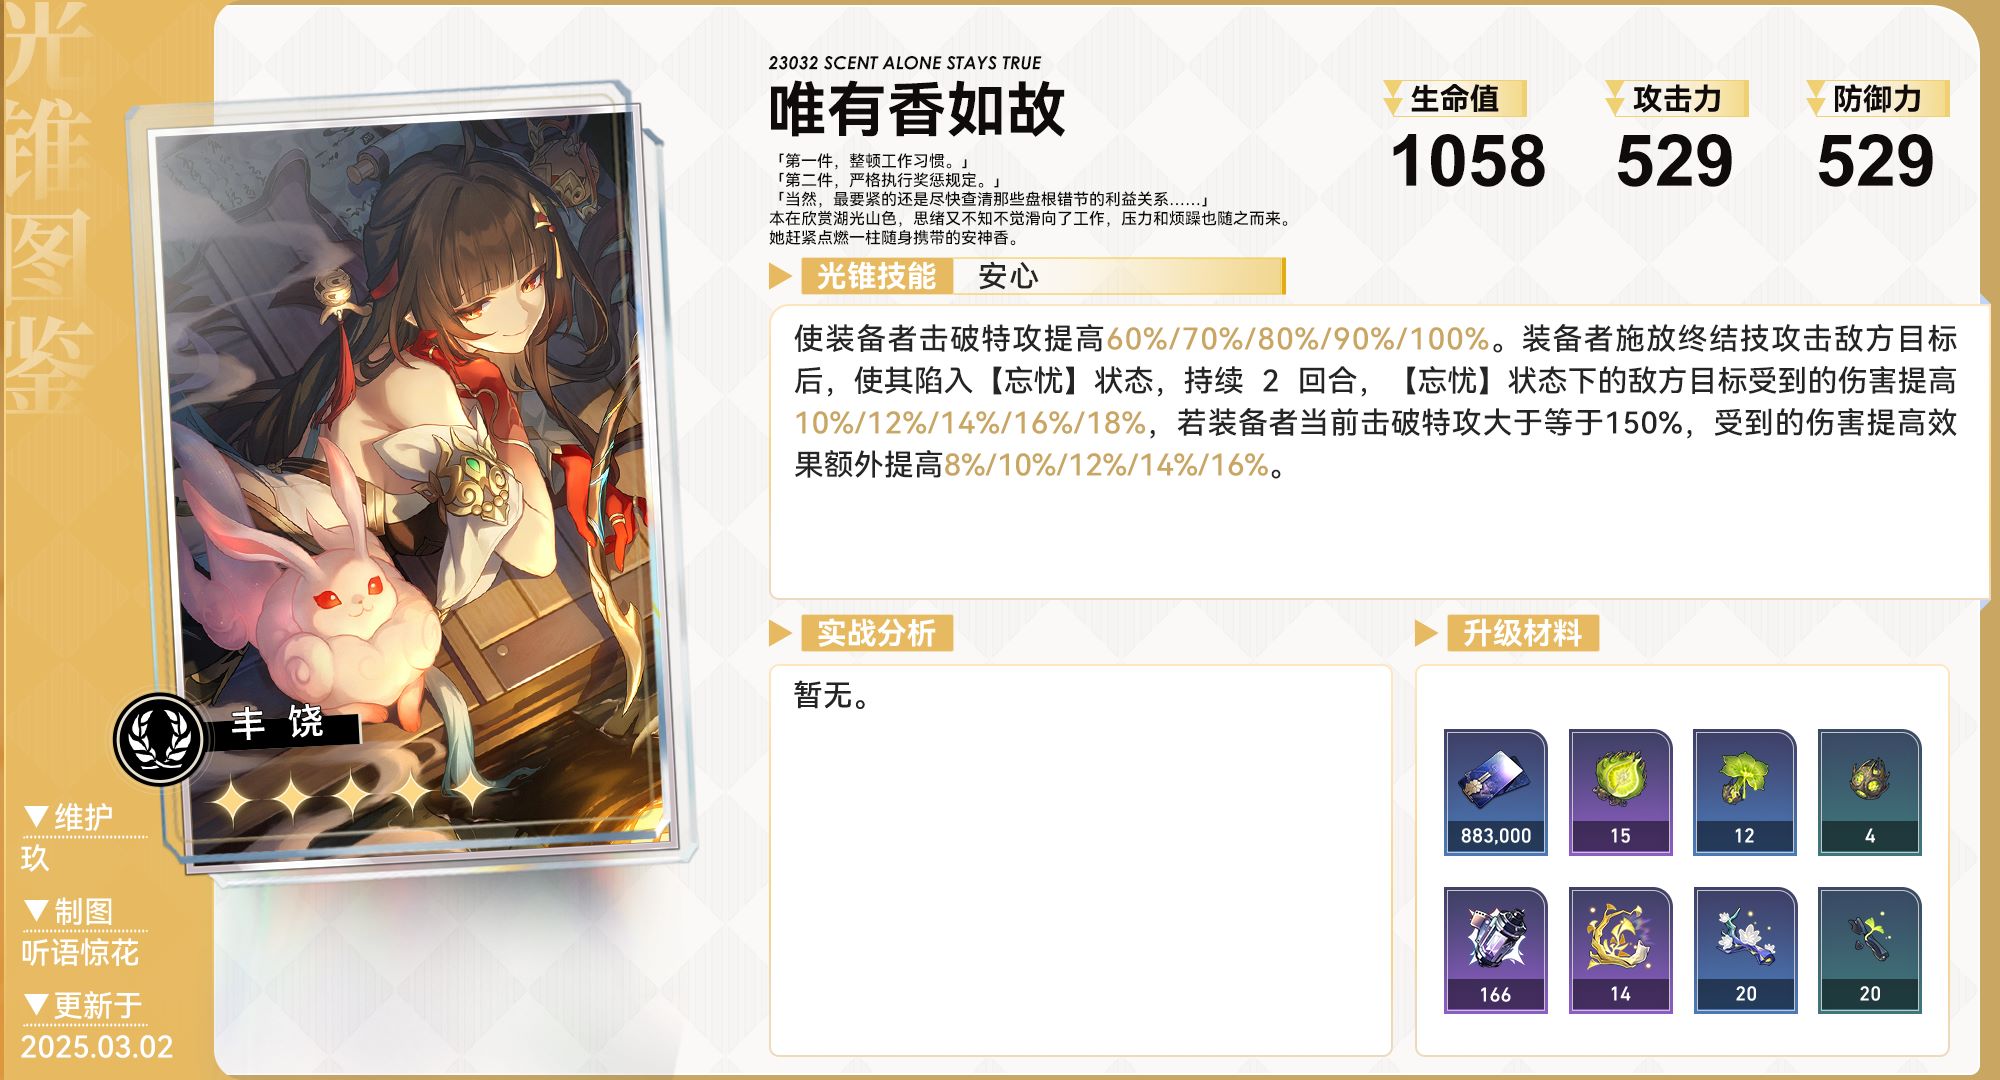 光锥图鉴
23032 SCENT ALONE STAYS TRUE
唯有香如故
「第一件，整顿工作习惯。」
「第二件，严格执行奖惩规定。」
「当然，最要紧的还是尽快查清那些盘根错节的利益关系……」
本在欣赏湖光山色，思绪又不知不觉滑向了工作，压力和烦躁也随之而来。
她赶紧点燃一柱随身携带的安神香。
生命值
1058
攻击力
529
防御力
529
光锥技能 安心
使装备者击破特攻提高60%/70%/80%/90%/100%。装备者施放终结技攻击敌方目标
后，使其陷入【忘忧】状态，持续 2 回合，【忘忧】状态下的敌方目标受到的伤害提高
10%/12%/14%/16%/18%，若装备者当前击破特攻大于等于150%，受到的伤害提高效
果额外提高8%/10%/12%/14%/16%。
丰饶
实战分析
暂无。
升级材料
883,000 15 12 4
166 14 20 20
▼维护
玖
▼制图
听语惊花
▼更新于
2025.03.02